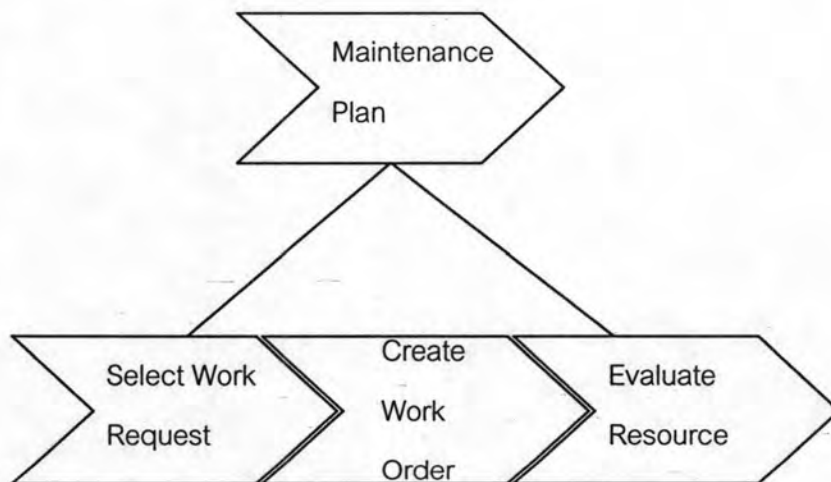 Maintenance
Plan
Select Work
Request
Create
Work
Order
Evaluate
Resource